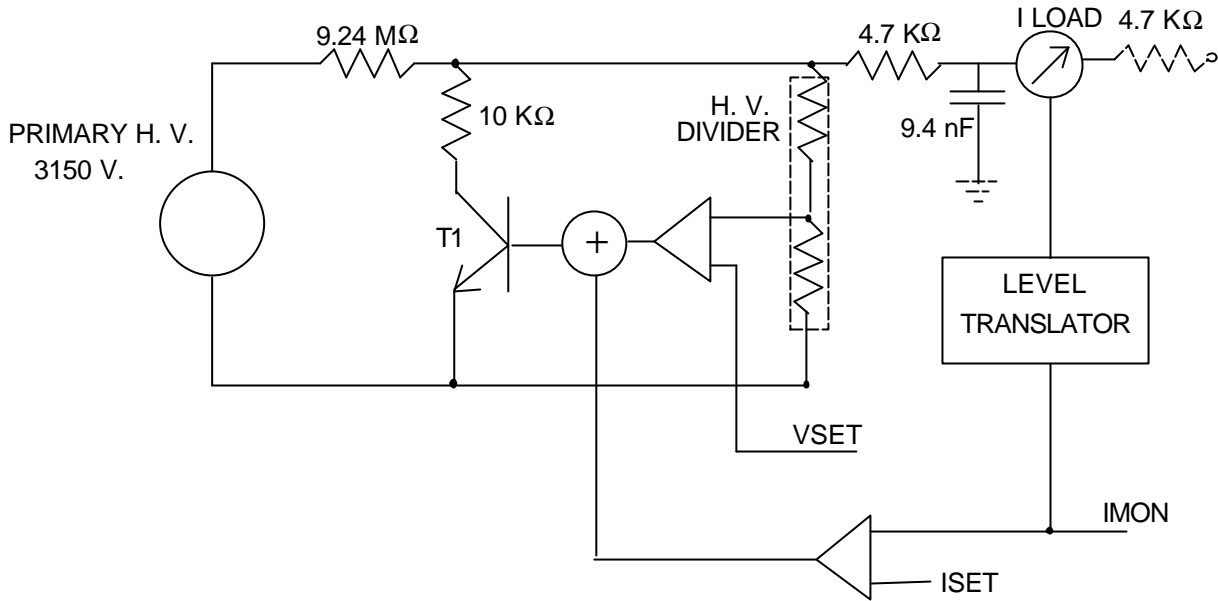 I LOAD
4.7 KΩ
9.24 MΩ
4.7 KΩ
10 KΩ
H. V.
DIVIDER
9.4 nF
PRIMARY H. V.
3150 V.
T1
+
LEVEL
TRANSLATOR
VSET
IMON
ISET